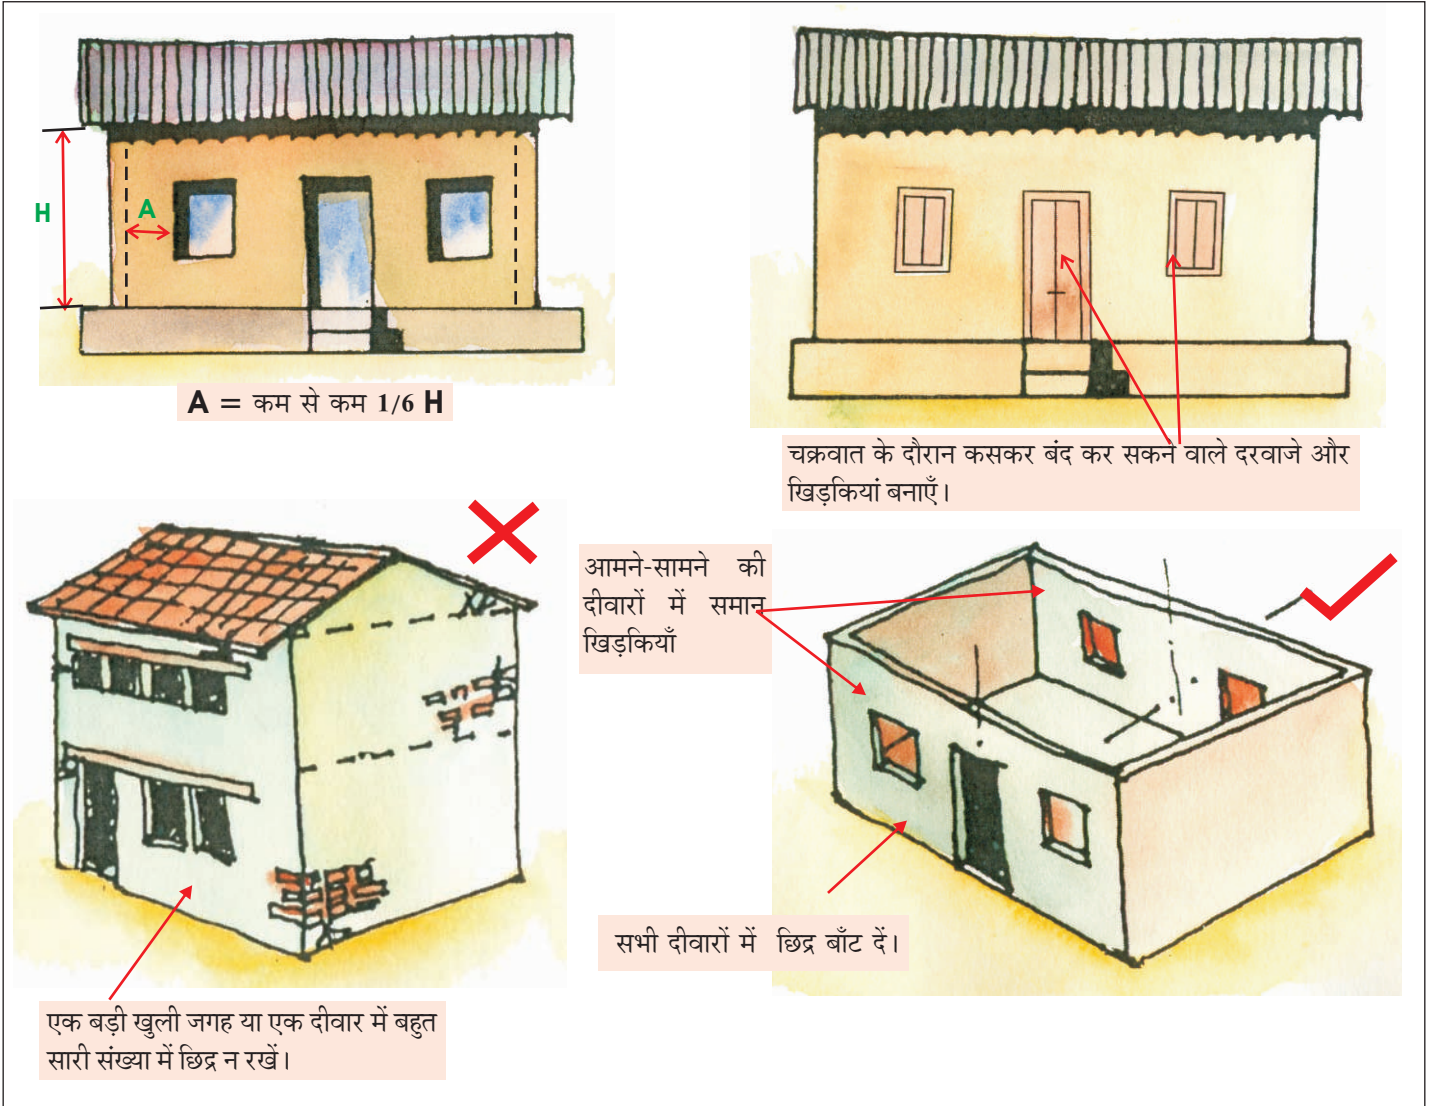 H
A
A = कम से कम 1/6 H
चक्रवात के दौरान कसकर बंद कर सकने वाले दरवाजे और
खिड़कियां बनाएँ।
आमने-सामने की
दीवारों में समान
खिड़कियाँ
सभी दीवारों में छिद्र बाँट दें।
एक बड़ी खुली जगह या एक दीवार में बहुत
सारी संख्या में छिद्र न रखें।